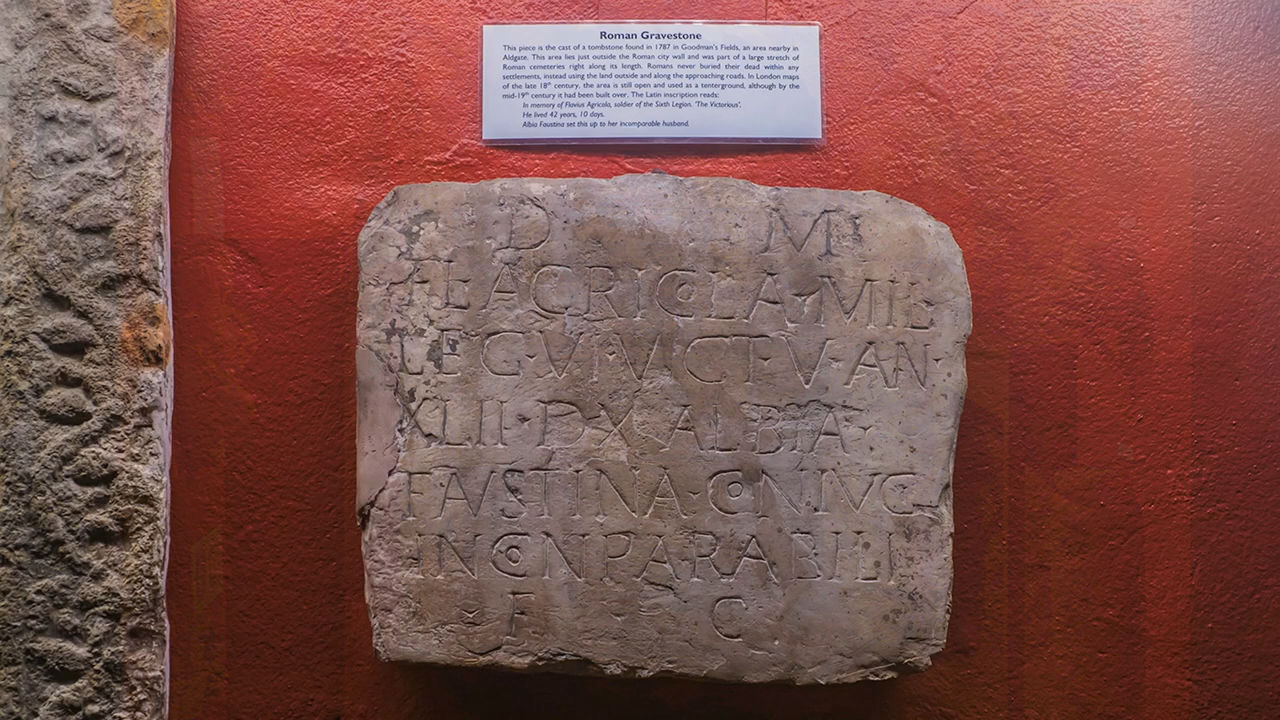 Roman Gravestone
This piece is the cast of a tombstone found in 1787 in Goodman's Fields, an area nearby in
Aldgate. This area lies just outside the Roman city wall and was part of a large stretch of
Roman cemeteries right along its length. Romans never buried their dead within any
settlements, instead using the land outside and along the approaching roads. In London maps
of the late 18th century, the area is still open and used as a tenterground, although by the
mid-19th century it had been built over. The Latin inscription reads:
In memory of Flavius Agricola, soldier of the Sixth Legion. 'The Victorious'.
He lived 42 years, 10 days.
Albia Faustina set this up to her incomparable husband.
D M
FL AGRICOLA·MIL
LEG·VI·VICT·V·AN
XLII·DX·ALBIA
FAVSTINA·CONIVG
INCONPARABILI
F C